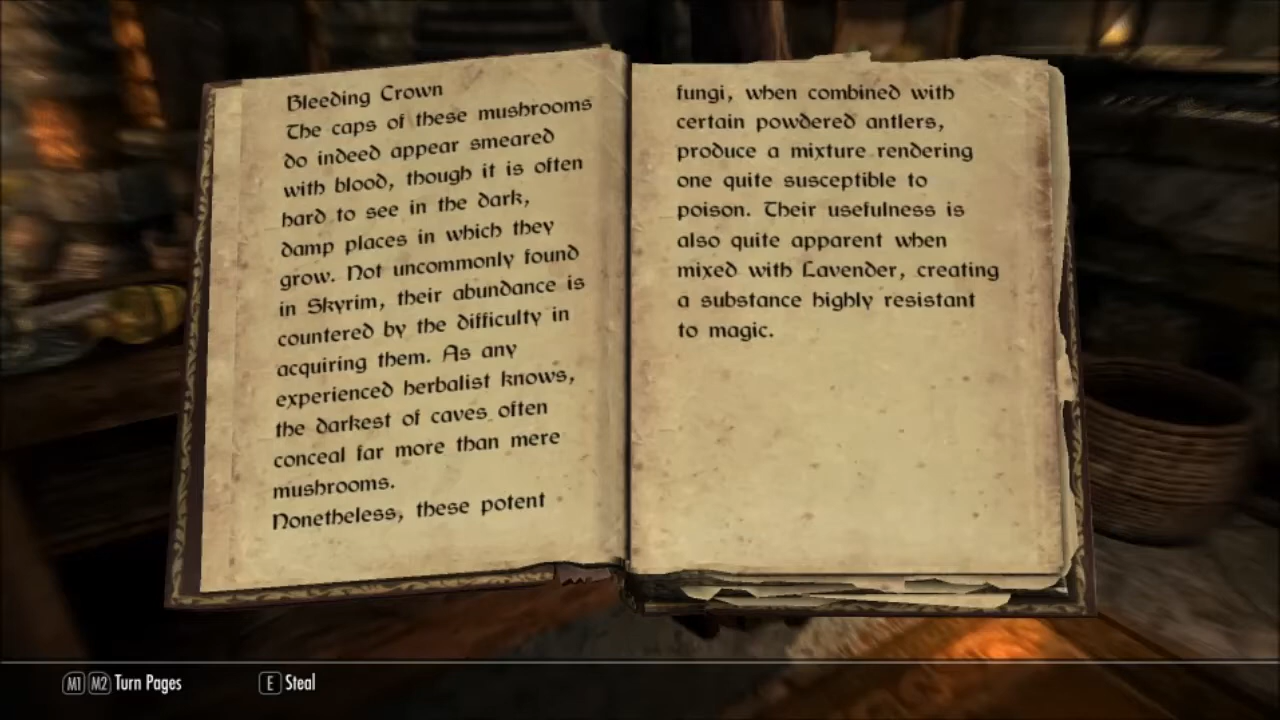 Bleeding Crown
The caps of these mushrooms
do indeed appear smeared
with blood, though it is often
hard to see in the dark,
damp places in which they
grow. Not uncommonly found
in Skyrim, their abundance is
countered by the difficulty in
acquiring them. As any
experienced herbalist knows,
the darkest of caves often
conceal far more than mere
mushrooms.
Nonetheless, these potent
fungi, when combined with
certain powdered antlers,
produce a mixture rendering
one quite susceptible to
poison. Their usefulness is
also quite apparent when
mixed with Lavender, creating
a substance highly resistant
to magic.
M1 M2 Turn Pages
E Steal